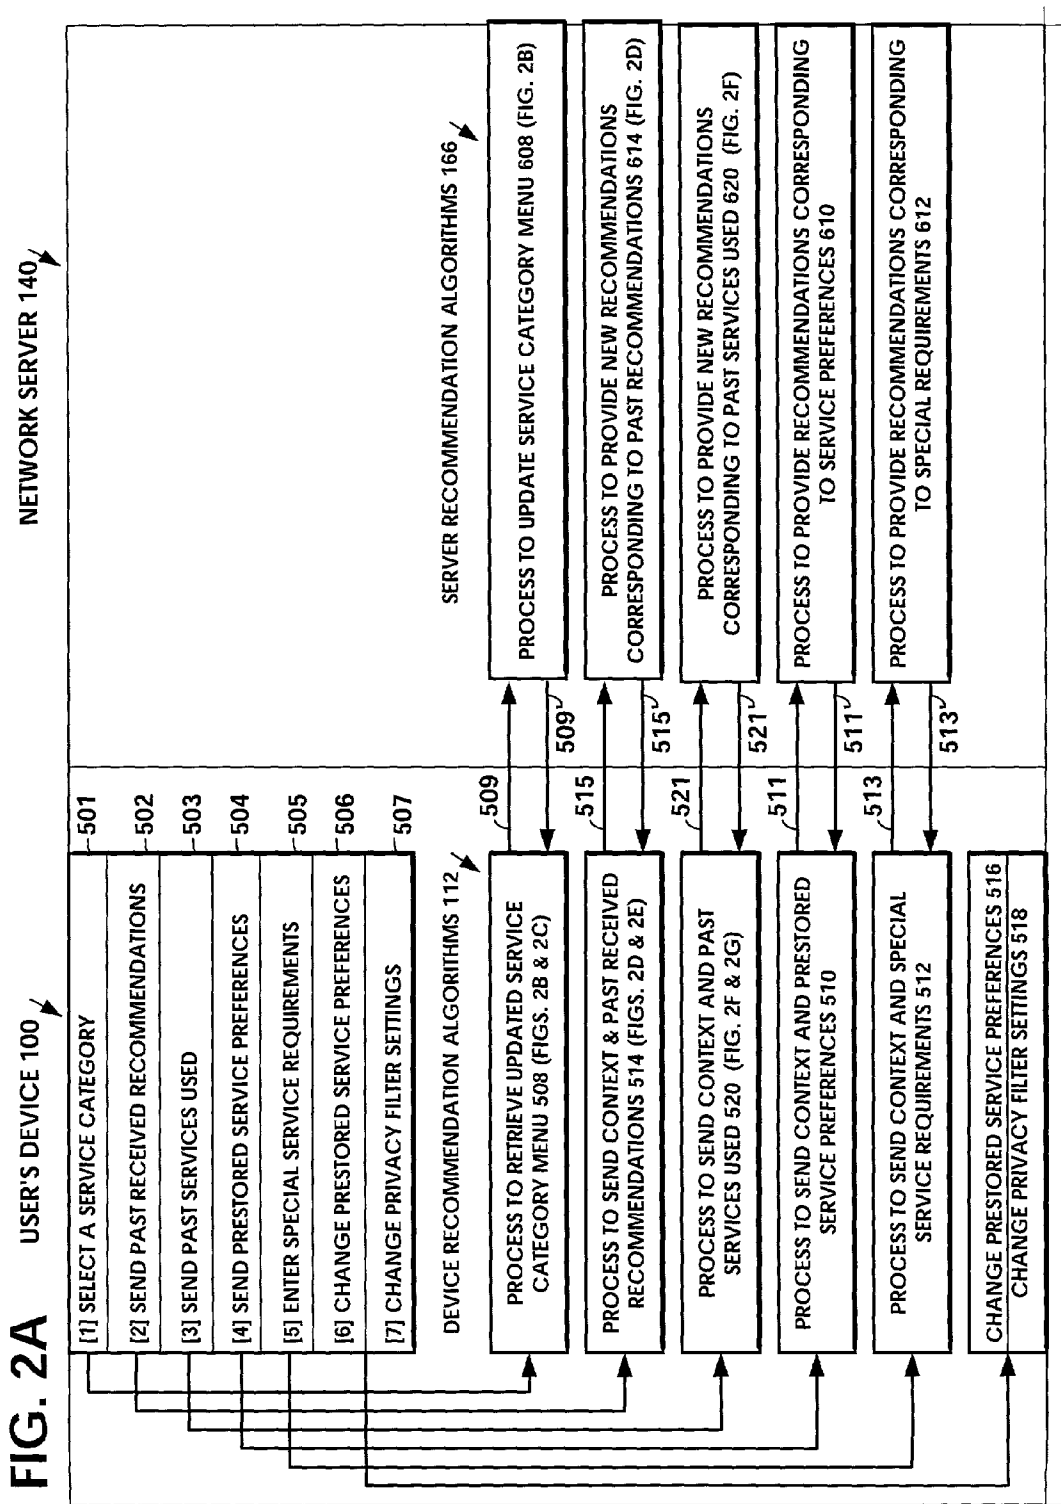 FIG. 2A
USER'S DEVICE 100
NETWORK SERVER 140
[1] SELECT A SERVICE CATEGORY
501
[2] SEND PAST RECEIVED RECOMMENDATIONS
502
[3] SEND PAST SERVICES USED
503
[4] SEND PRESTORED SERVICE PREFERENCES
504
[5] ENTER SPECIAL SERVICE REQUIREMENTS
505
[6] CHANGE PRESTORED SERVICE PREFERENCES
506
[7] CHANGE PRIVACY FILTER SETTINGS
507
DEVICE RECOMMENDATION ALGORITHMS 112
SERVER RECOMMENDATION ALGORITHMS 166
PROCESS TO RETRIEVE UPDATED SERVICE
CATEGORY MENU 508 (FIGS. 2B & 2C)
509
509
PROCESS TO UPDATE SERVICE CATEGORY MENU 608 (FIG. 2B)
PROCESS TO SEND CONTEXT & PAST RECEIVED
RECOMMENDATIONS 514 (FIGS. 2D & 2E)
515
515
PROCESS TO PROVIDE NEW RECOMMENDATIONS
CORRESPONDING TO PAST RECOMMENDATIONS 614 (FIG. 2D)
PROCESS TO SEND CONTEXT AND PAST
SERVICES USED 520 (FIG. 2F & 2G)
521
521
PROCESS TO PROVIDE NEW RECOMMENDATIONS
CORRESPONDING TO PAST SERVICES USED 620 (FIG. 2F)
PROCESS TO SEND CONTEXT AND PRESTORED
SERVICE PREFERENCES 510
511
511
PROCESS TO PROVIDE RECOMMENDATIONS CORRESPONDING
TO SERVICE PREFERENCES 610
PROCESS TO SEND CONTEXT AND SPECIAL
SERVICE REQUIREMENTS 512
513
513
PROCESS TO PROVIDE RECOMMENDATIONS CORRESPONDING
TO SPECIAL REQUIREMENTS 612
CHANGE PRESTORED SERVICE PREFERENCES 516
CHANGE PRIVACY FILTER SETTINGS 518